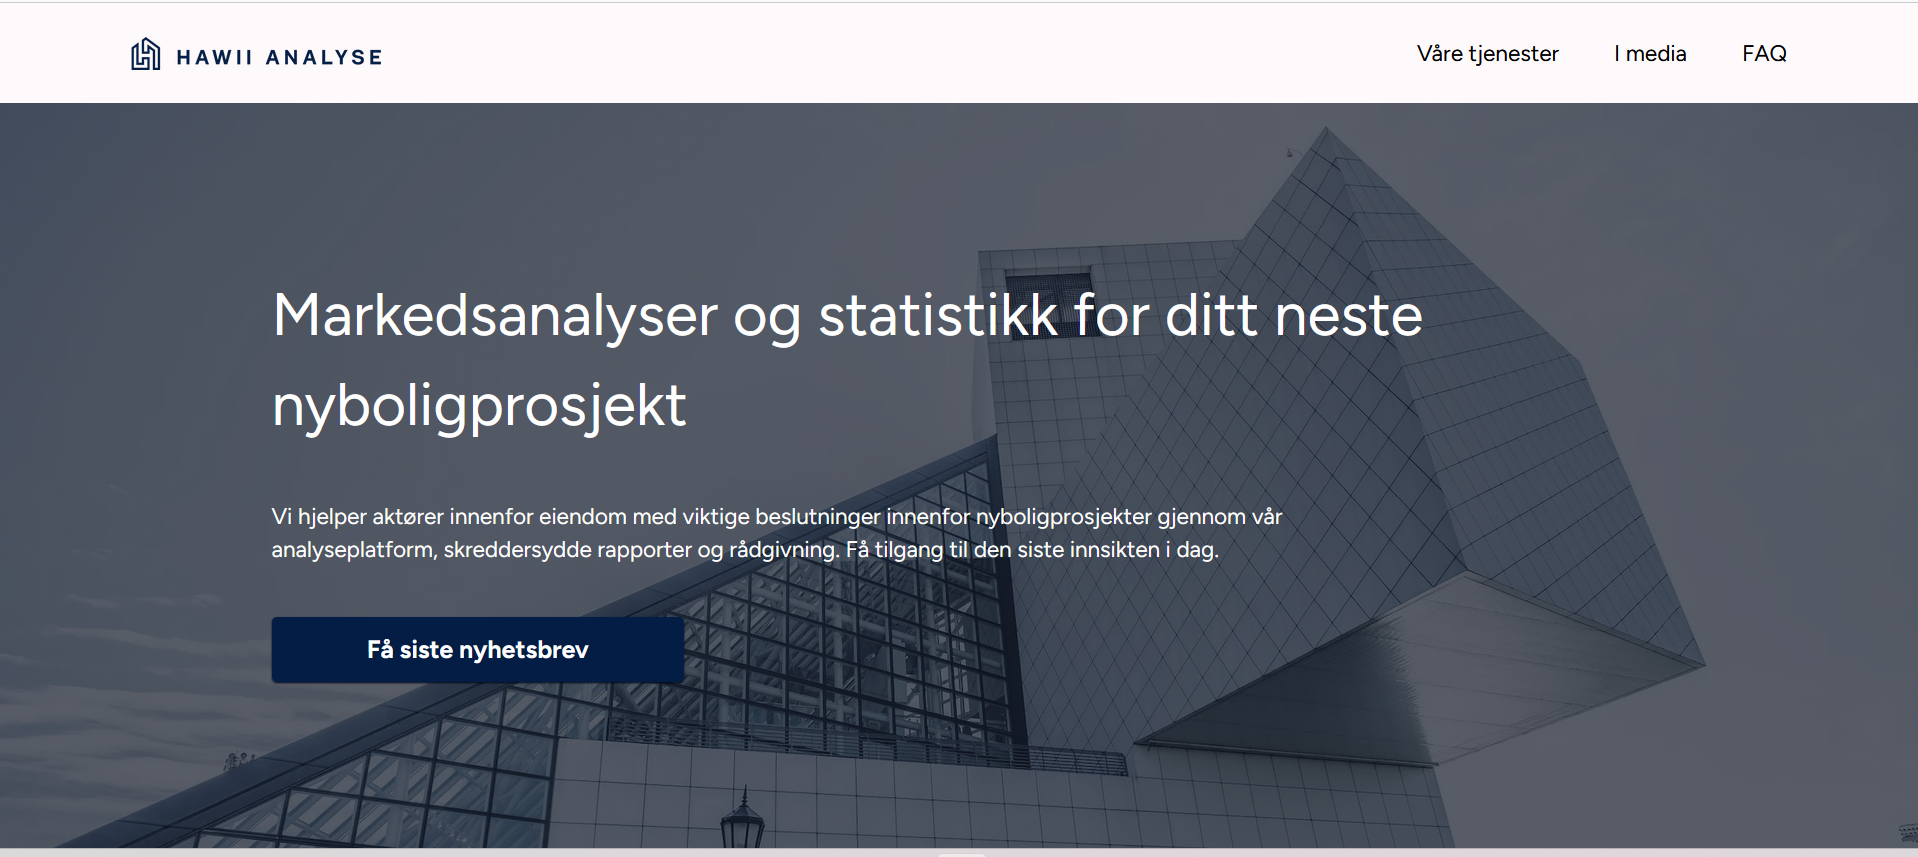 HAWII ANALYSE
Våre tjenester
I media
FAQ
Markedsanalyser og statistikk for ditt neste
nyboligprosjekt
Vi hjelper aktører innenfor eiendom med viktige beslutninger innenfor nyboligprosjekter gjennom vår
analyseplatform, skreddersydde rapporter og rådgivning. Få tilgang til den siste innsikten i dag.
Få siste nyhetsbrev